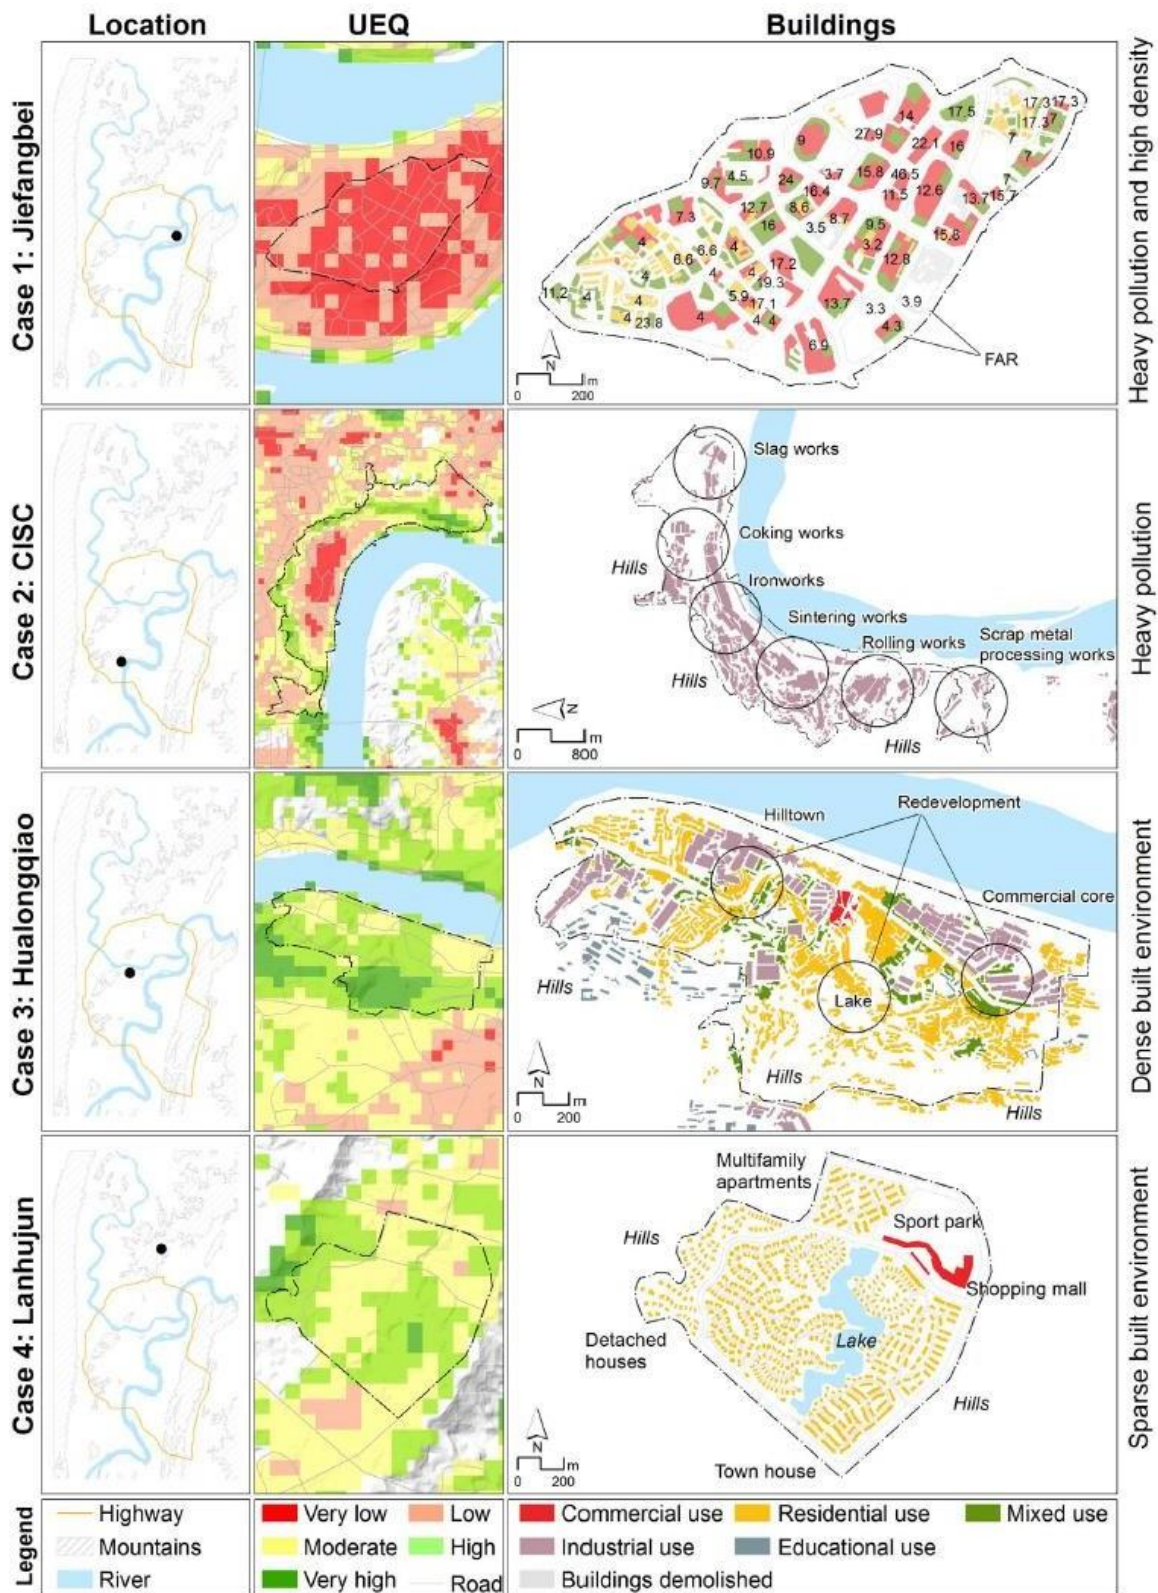 Location
UEQ
Buildings
Case 1: Jiefangbei
Heavy pollution and high density
14
17.5
17.3
17.3
17.3
7
27.9
22.1
16
7
7
9
10.9
9.7
4.5
24
3.7
16.4
15.8
46.5
11.5
12.6
13.7
15.7
7.3
12.7
8.6
16
3.5
8.7
9.5
3.2
15.8
12.8
4
6.6
6.6
4
4
4
17.2
19.3
4
11.2
4
4
5.9
17.1
4
23.8
4
4
4
13.7
3.3
3.9
4.3
6.9
FAR
N
0
200
m
Case 2: CISC
Heavy pollution
Slag works
Coking works
Hills
Ironworks
Sintering works
Rolling works
Scrap metal
processing works
Hills
Hills
N
0
800
m
Case 3: Hualongqiao
Dense built environment
Redevelopment
Hilltown
Commercial core
Hills
Lake
Hills
Hills
N
0
200
m
Case 4: Lanhujun
Sparse built environment
Multifamily
apartments
Sport park
Hills
Shopping mall
Detached
houses
Lake
Hills
Town house
N
0
200
m
Legend
Highway
Mountains
River
Very low
Low
Moderate
High
Very high
Road
Commercial use
Residential use
Mixed use
Industrial use
Educational use
Buildings demolished